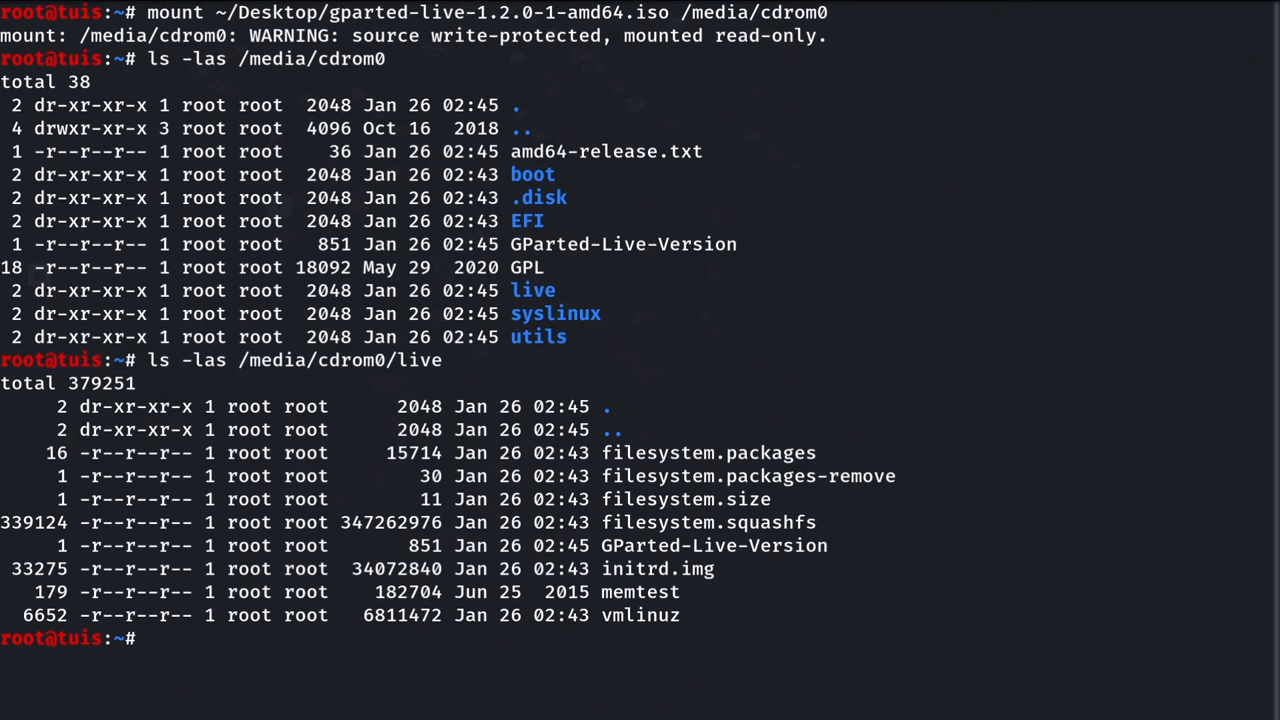 root@tuis:~# mount ~/Desktop/gparted-live-1.2.0-1-amd64.iso /media/cdrom0
mount: /media/cdrom0: WARNING: source write-protected, mounted read-only.
root@tuis:~# ls -las /media/cdrom0
total 38
 2 dr-xr-xr-x 1 root root  2048 Jan 26 02:45 .
 4 drwxr-xr-x 3 root root  4096 Oct 16  2018 ..
 1 -r--r--r-- 1 root root    36 Jan 26 02:45 amd64-release.txt
 2 dr-xr-xr-x 1 root root  2048 Jan 26 02:43 boot
 2 dr-xr-xr-x 1 root root  2048 Jan 26 02:43 .disk
 2 dr-xr-xr-x 1 root root  2048 Jan 26 02:43 EFI
 1 -r--r--r-- 1 root root   851 Jan 26 02:45 GParted-Live-Version
18 -r--r--r-- 1 root root 18092 May 29  2020 GPL
 2 dr-xr-xr-x 1 root root  2048 Jan 26 02:45 live
 2 dr-xr-xr-x 1 root root  2048 Jan 26 02:45 syslinux
 2 dr-xr-xr-x 1 root root  2048 Jan 26 02:45 utils
root@tuis:~# ls -las /media/cdrom0/live
total 379251
     2 dr-xr-xr-x 1 root root      2048 Jan 26 02:45 .
     2 dr-xr-xr-x 1 root root      2048 Jan 26 02:45 ..
    16 -r--r--r-- 1 root root     15714 Jan 26 02:43 filesystem.packages
     1 -r--r--r-- 1 root root        30 Jan 26 02:43 filesystem.packages-remove
     1 -r--r--r-- 1 root root        11 Jan 26 02:43 filesystem.size
339124 -r--r--r-- 1 root root 347262976 Jan 26 02:43 filesystem.squashfs
     1 -r--r--r-- 1 root root       851 Jan 26 02:45 GParted-Live-Version
 33275 -r--r--r-- 1 root root  34072840 Jan 26 02:43 initrd.img
   179 -r--r--r-- 1 root root    182704 Jun 25  2015 memtest
  6652 -r--r--r-- 1 root root   6811472 Jan 26 02:43 vmlinuz
root@tuis:~#